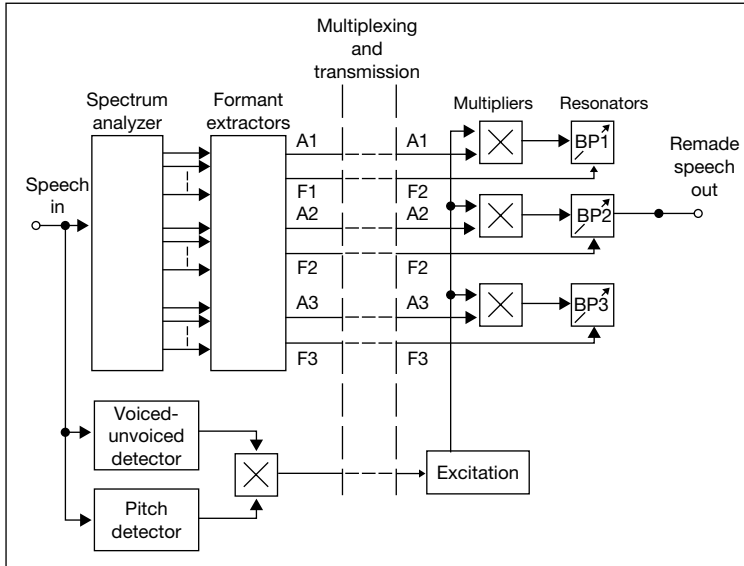 Multiplexing
and
transmission
Spectrum
analyzer
Formant
extractors
Multipliers
Resonators
A1
A1
BP1
Remade
speech
out
Speech
in
F1
F2
A2
A2
BP2
F2
F2
A3
A3
BP3
F3
F3
Voiced-
unvoiced
detector
Excitation
Pitch
detector